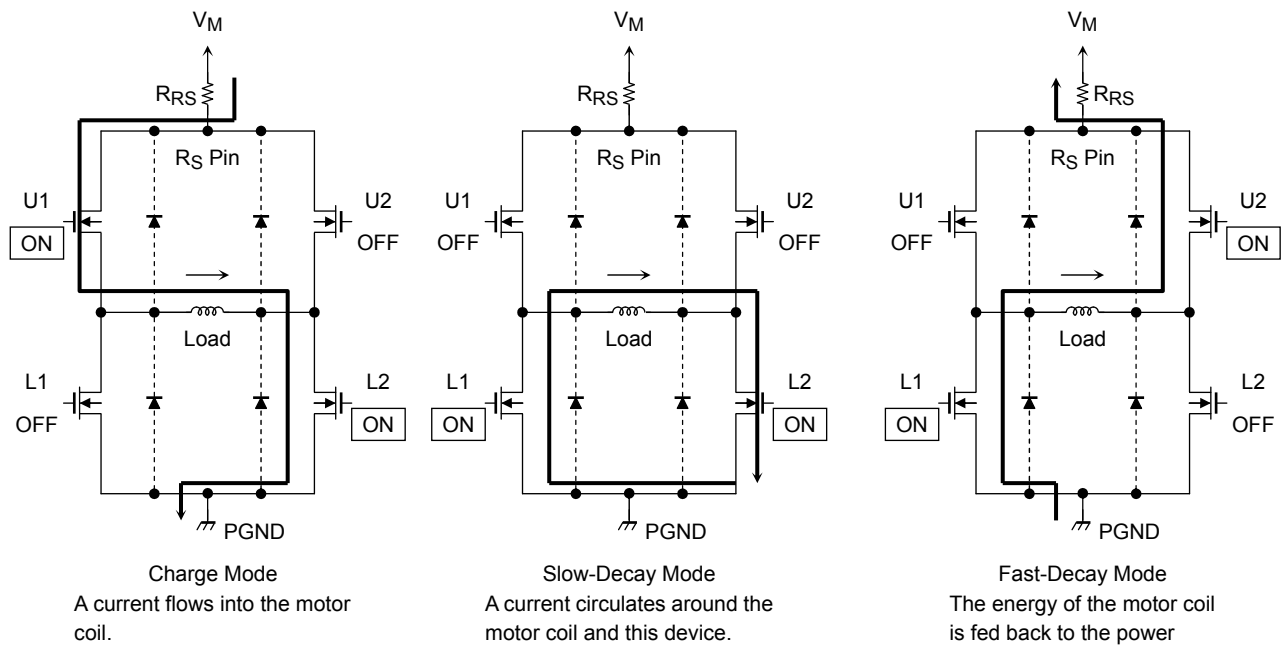 VM
RRS
RS Pin
U1
ON
U2
OFF
Load
L1
OFF
L2
ON
PGND
Charge Mode
A current flows into the motor
coil.
VM
RRS
RS Pin
U1
OFF
U2
OFF
Load
L1
ON
L2
ON
PGND
Slow-Decay Mode
A current circulates around the
motor coil and this device.
VM
RRS
RS Pin
U1
OFF
U2
ON
Load
L1
ON
L2
OFF
PGND
Fast-Decay Mode
The energy of the motor coil
is fed back to the power